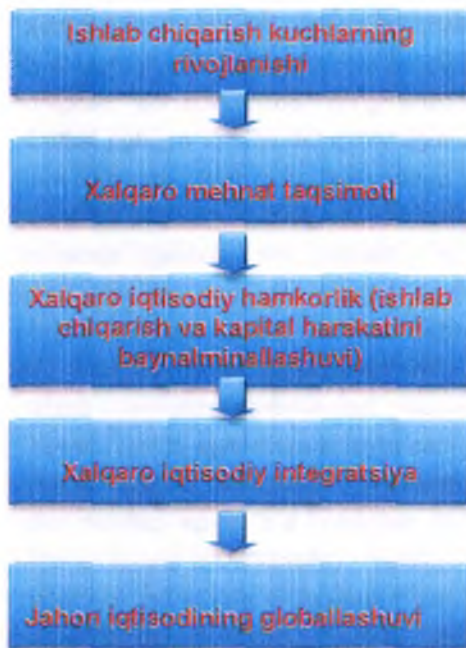 Ishlab chiqarish kuchlarning
rivojlanishi
Xalqaro mehnat taqsimoti
Xalqaro iqtisodiy hamkorlik (ishlab
chiqarish va kapital harakatini
baynalminallashuvi)
Xalqaro iqtisodiy integratsiya
Jahon iqtisodining globallashuvi